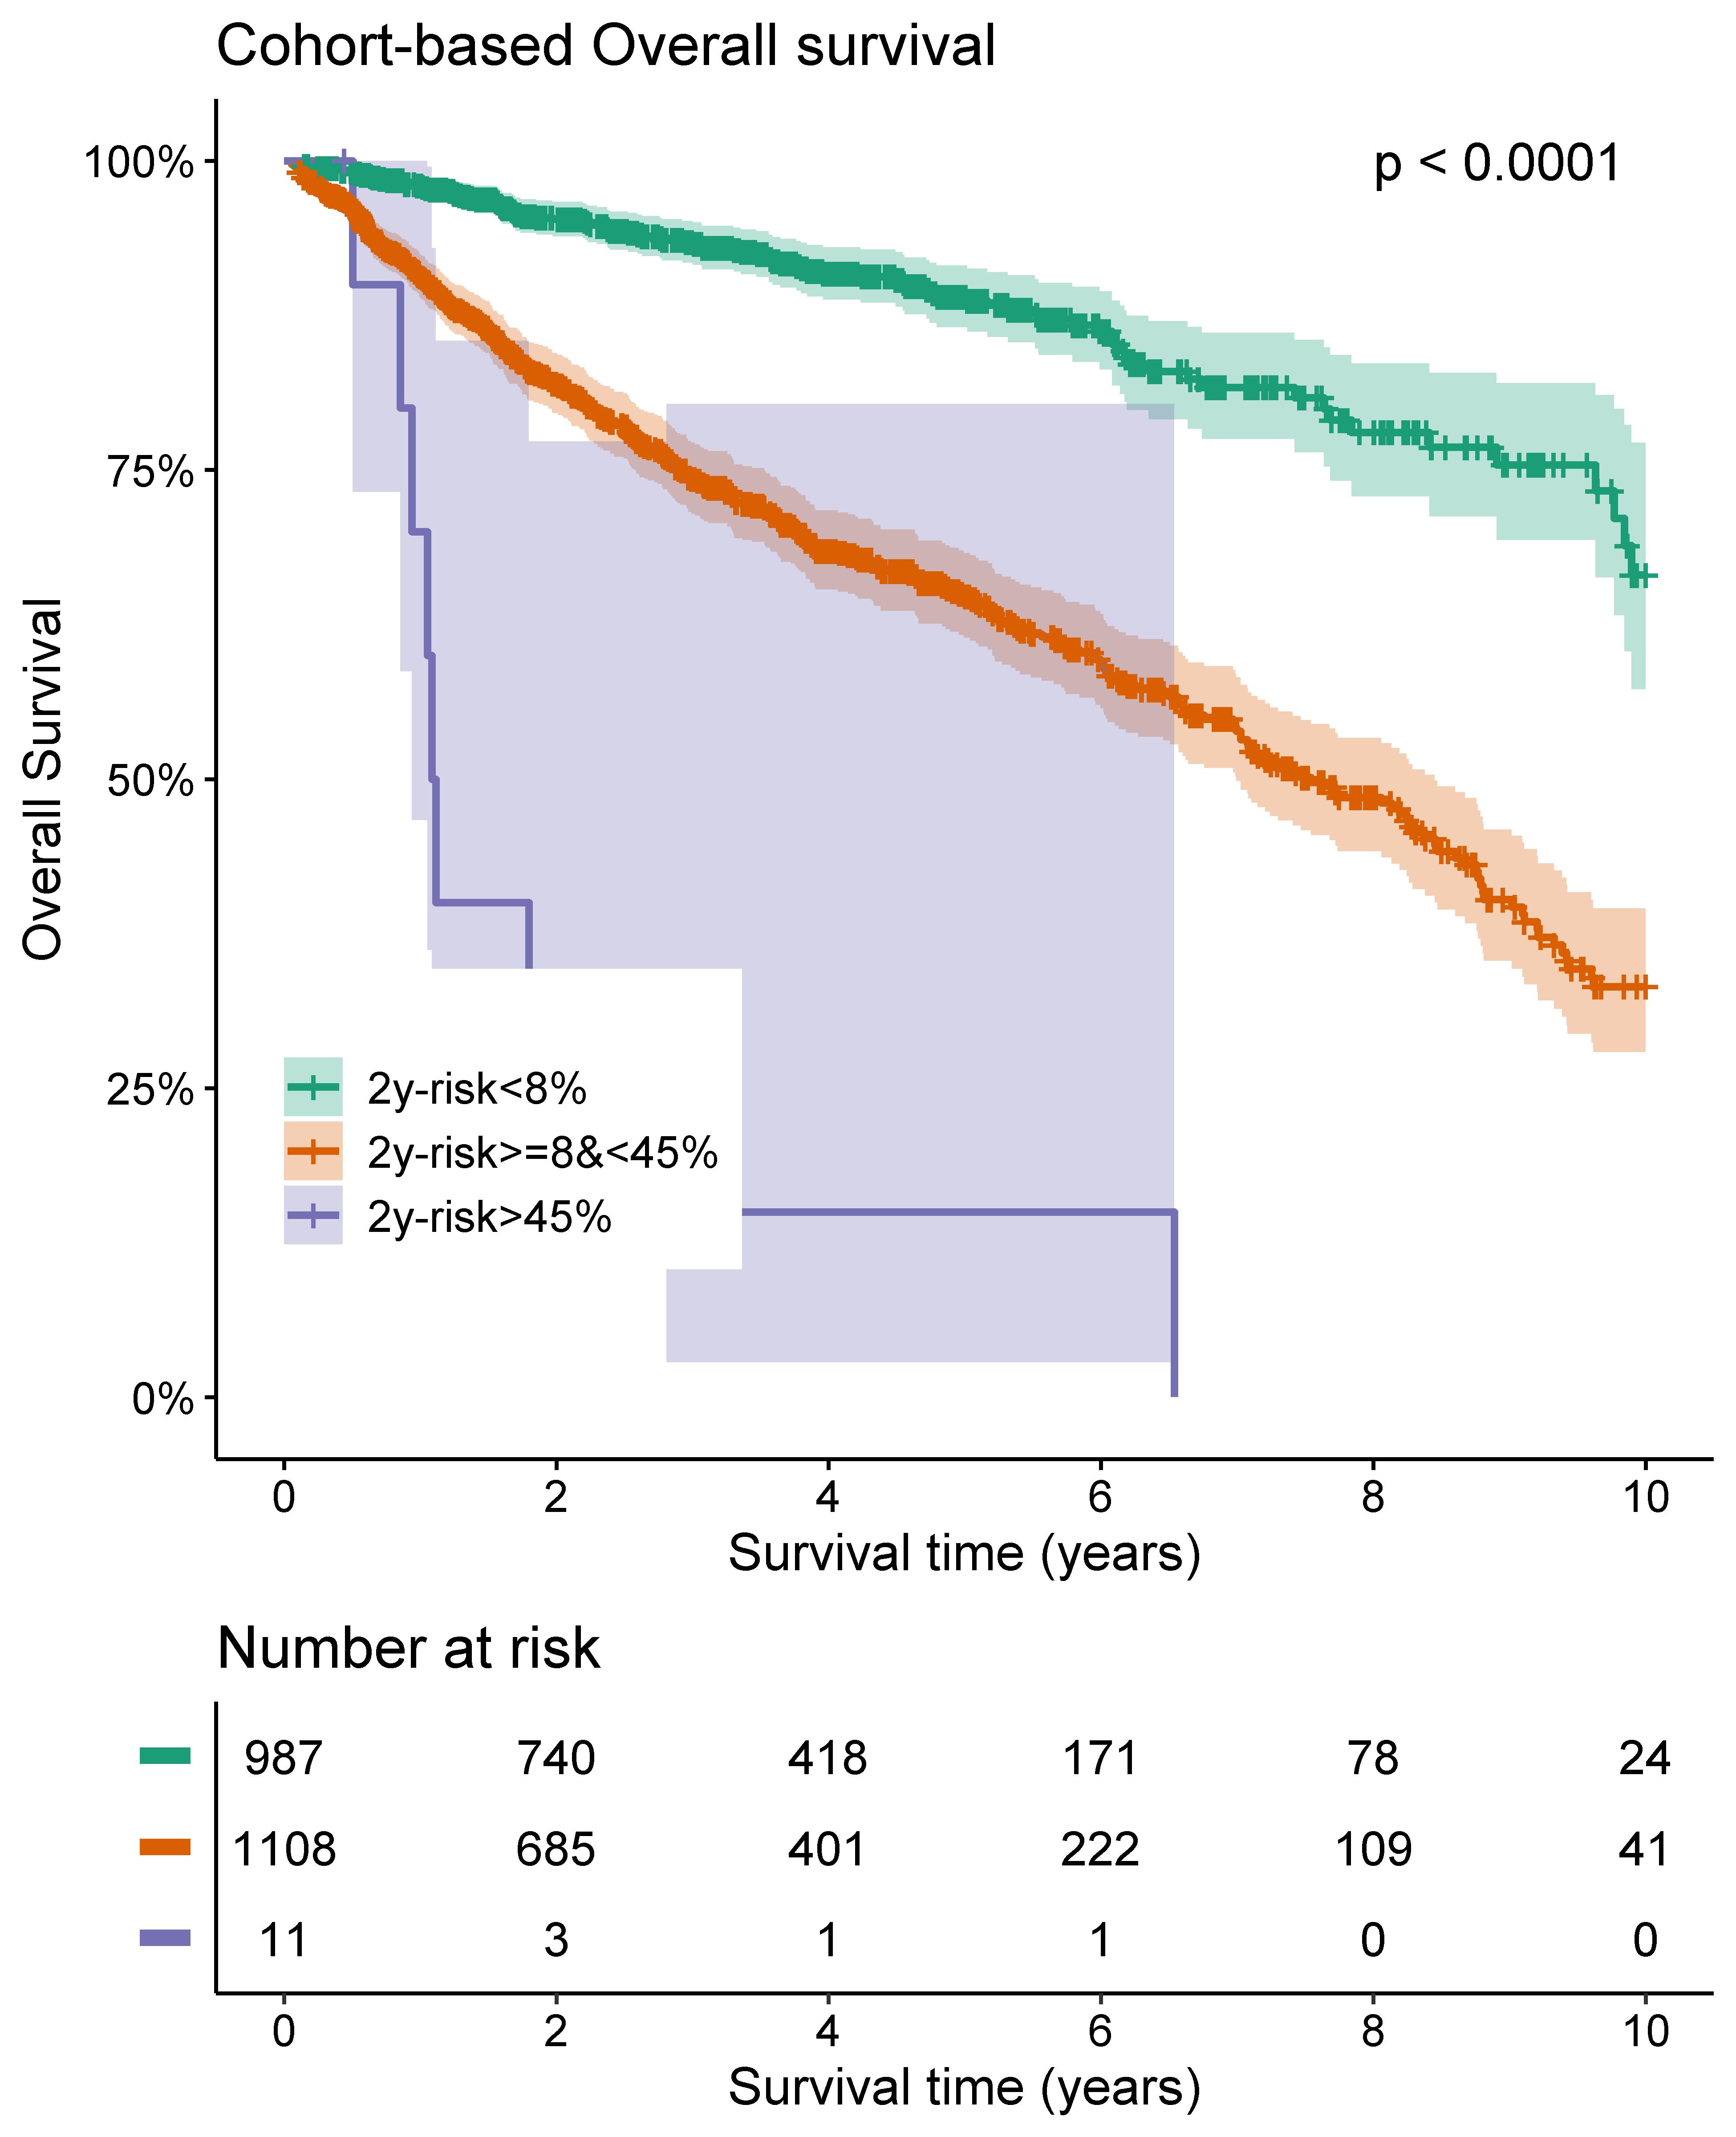 Cohort-based Overall survival
p < 0.0001
100%
75%
50%
25%
0%
Overall Survival
2y-risk<8%
2y-risk>=8&<45%
2y-risk>45%
0 2 4 6 8 10
Survival time (years)
Number at risk
987 740 418 171 78 24
1108 685 401 222 109 41
11 3 1 1 0 0
0 2 4 6 8 10
Survival time (years)